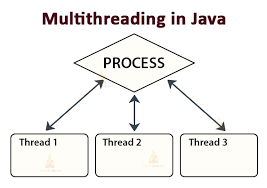 Multithreading in Java
PROCESS
Thread 1
Thread 2
Thread 3